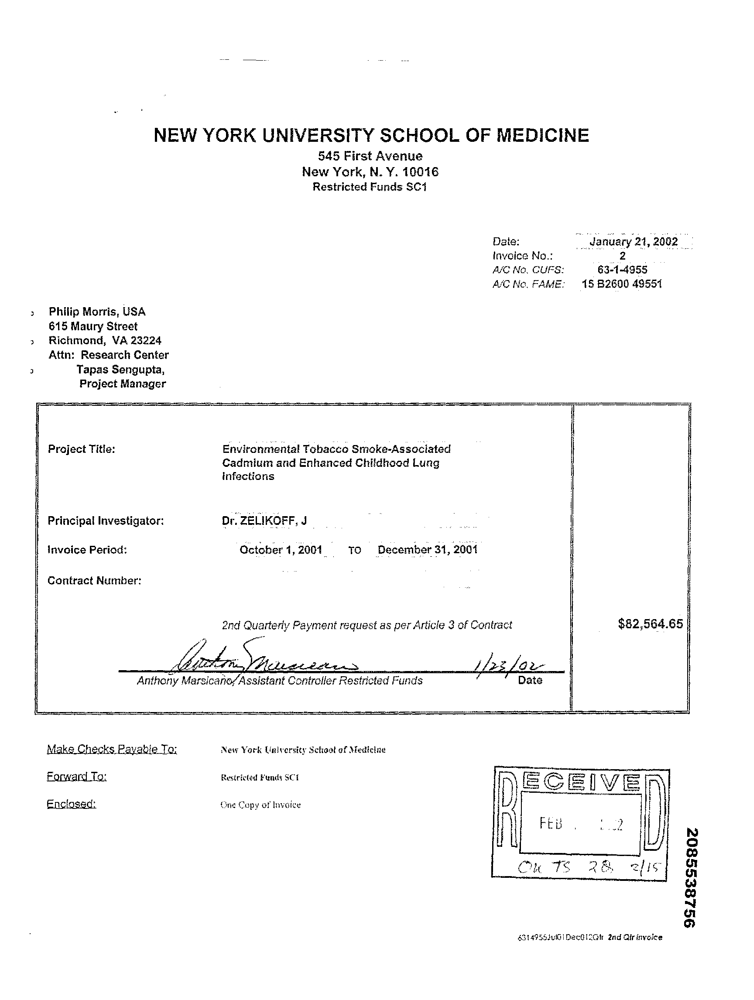 NEW YORK UNIVERSITY SCHOOL OF MEDICINE
545 First Avenue
New York, N. Y. 10016
Restricted Funds SC1
Date: January 21, 2002
Invoice No.: 2
A/C No. CUFS: 63-1-4955
A/C No. FAME: 15 B2600 49551
Philip Morris, USA
615 Maury Street
Richmond, VA 23224
Attn: Research Center
Tapas Sengupta,
Project Manager
Project Title: Environmental Tobacco Smoke-Associated
Cadmium and Enhanced Childhood Lung
Infections
Principal Investigator: Dr. ZELIKOFF, J
Invoice Period: October 1, 2001 TO December 31, 2001
Contract Number:
2nd Quarterly Payment request as per Article 3 of Contract $82,564.65
Anthony Marsicano 1/23/02
Anthony Marsicano/Assistant Controller Restricted Funds Date
Make Checks Payable To: New York University School of Medicine
Forward To: Restricted Funds SC1
Enclosed: One Copy of Invoice
RECEIVED
FEB
TS 2/15
2085538756
2nd Qtr invoice